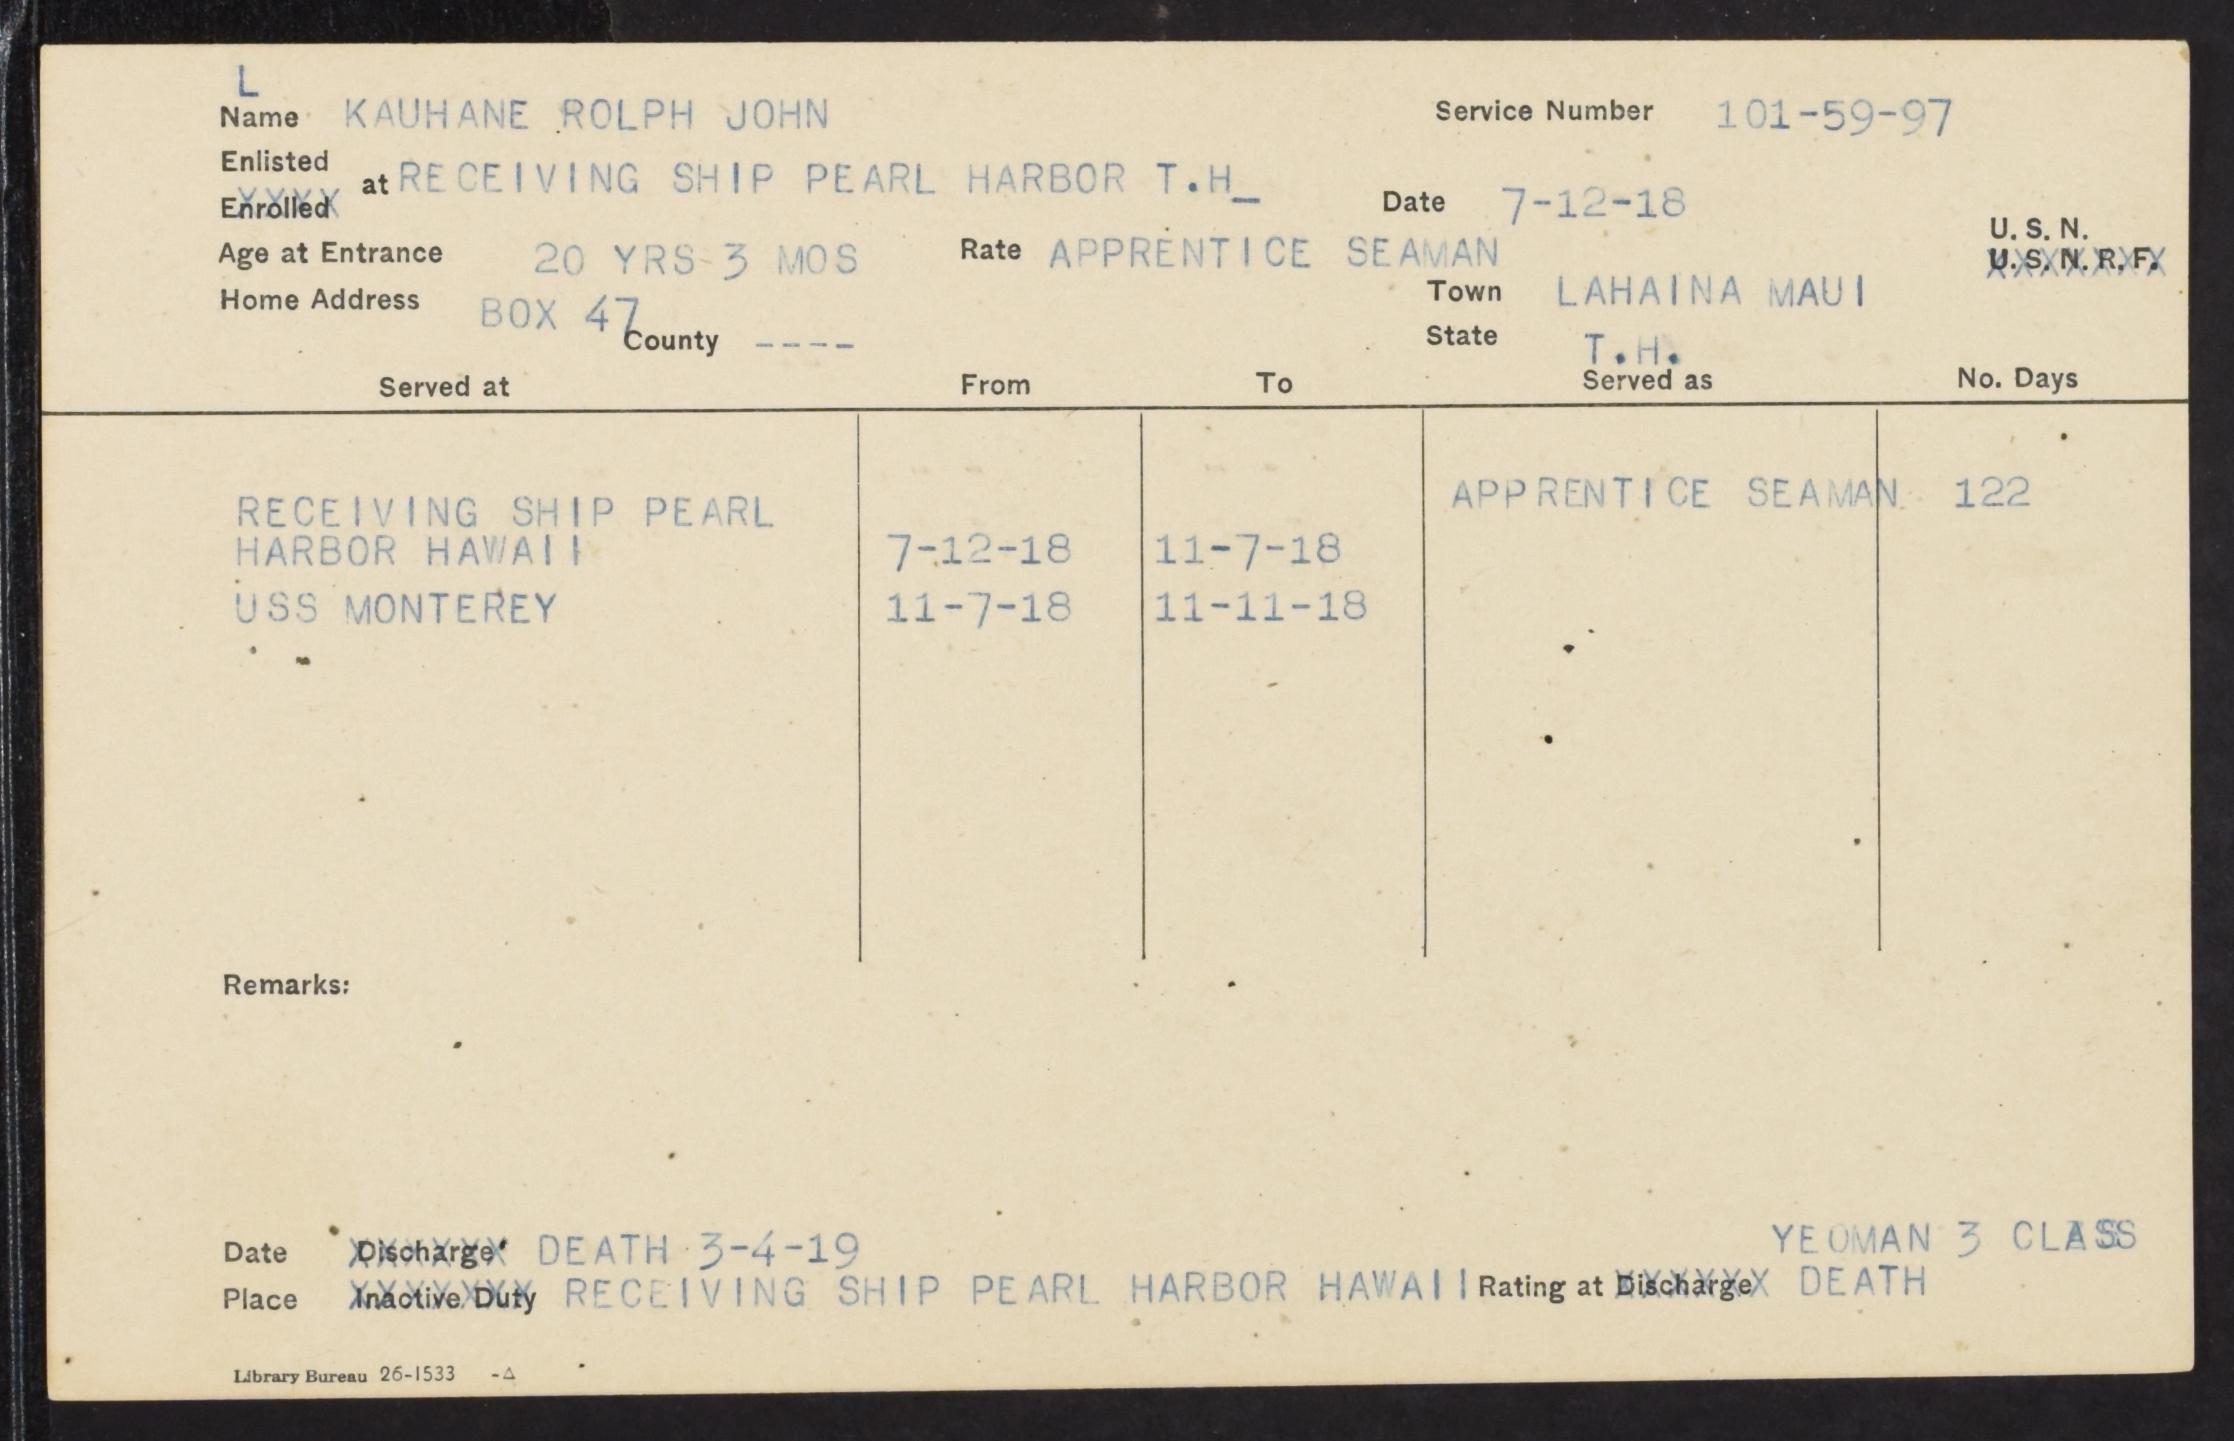 L
Name KAUHANE ROLPH JOHN Service Number 101-59-97
Enlisted
at RECEIVING SHIP PEARL HARBOR T.H_
Enrolled Date 7-12-18
U. S. N.
Age at Entrance 20 YRS 3 MOS Rate APPRENTICE SEAMAN U. S. N. R. F.
Home Address BOX 47 Town LAHAINA MAUI
County ---- State T.H.
Served at From To Served as No. Days
APPRENTICE SEAMAN 122
RECEIVING SHIP PEARL
HARBOR HAWAII 7-12-18 11-7-18
USS MONTEREY 11-7-18 11-11-18
Remarks:
YEOMAN 3 CLASS
Date Discharge DEATH 3-4-19
Place Inactive Duty RECEIVING SHIP PEARL HARBOR HAWAII Rating at Discharge DEATH
Library Bureau 26-1533 -△